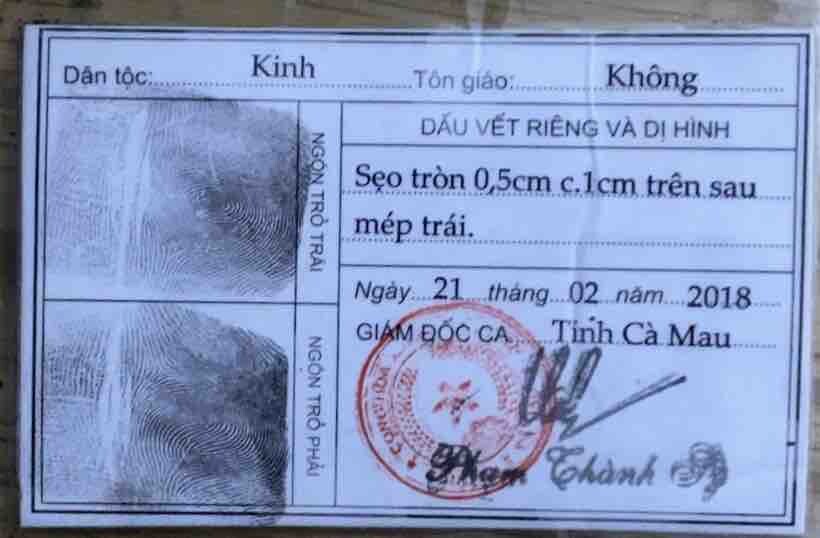 Dân tộc: Kinh Tôn giáo: Không
NGÓN TRỎ TRÁI
NGÓN TRỎ PHẢI
DẤU VẾT RIÊNG VÀ DỊ HÌNH
Sẹo tròn 0,5cm c.1cm trên sau
mép trái.
Ngày 21 tháng 02 năm 2018
GIÁM ĐỐC CA Tỉnh Cà Mau
Phạm Thành Sỹ